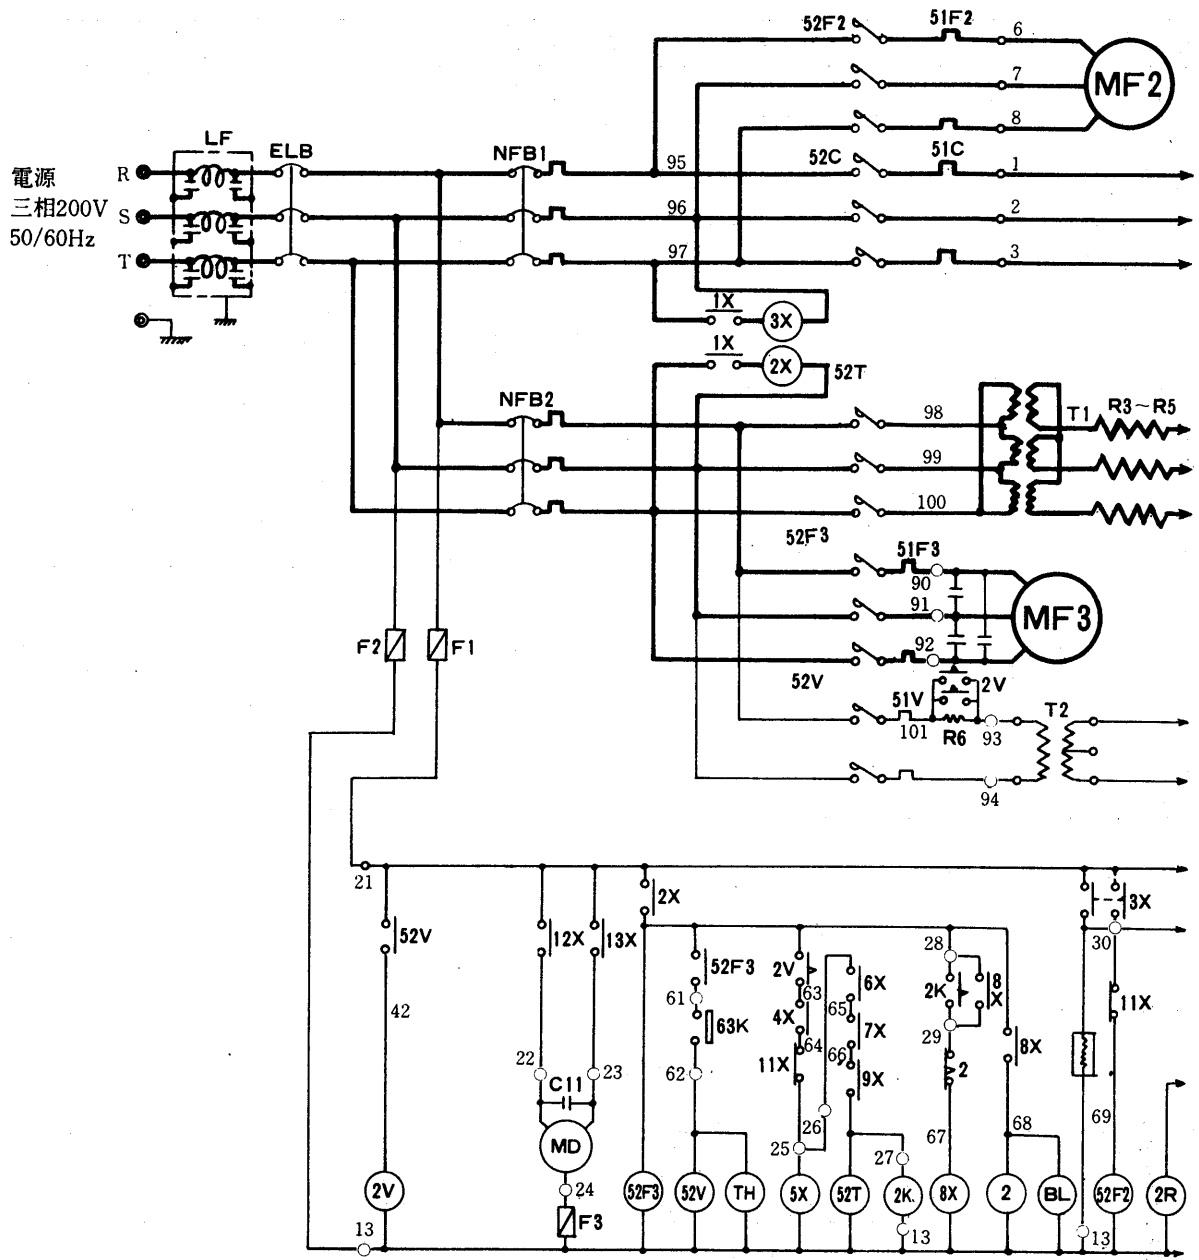 52F2
51F2
6
7
MF2
8
LF
ELB
NFB1
95
52C
51C
1
電源
三相200V
50/60Hz
R
S
T
96
2
97
3
1X
3X
1X
2X
52T
NFB2
98
T1
R3~R5
99
100
52F3
51F3
90
91
MF3
92
F2
F1
52V
2V
51V
101
R6
93
T2
94
21
2X
3X
52V
12X
13X
30
52F3
2V
28
61
63
6X
2K
8X
42
63K
4X
65
7X
29
11X
64
66
22
23
62
11X
9X
2
8X
C11
69
26
67
68
MD
25
27
2V
24
52F3
52V
TH
5X
52T
2K
8X
2
BL
52F2
2R
F3
13
13
13